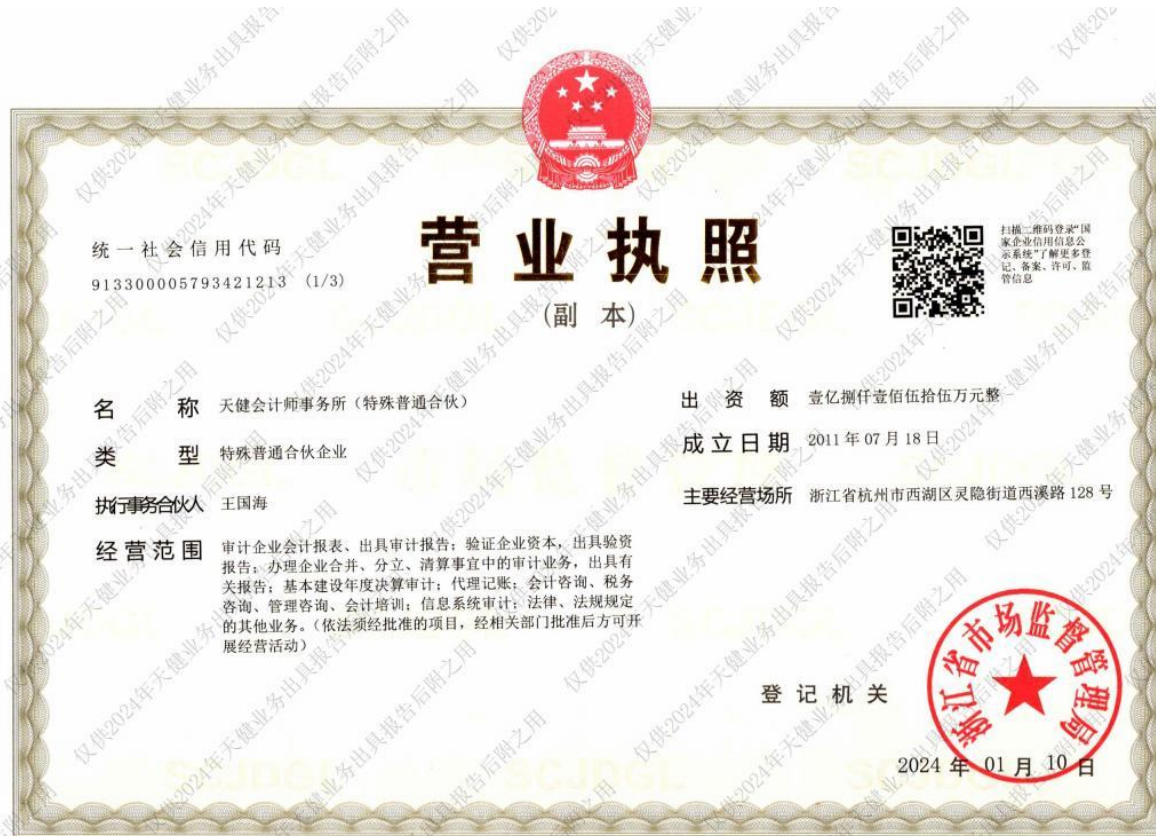 营业执照
(副 本)
统一社会信用代码
913300005793421213 (1/3)
扫描二维码登录“国
家企业信用信息公
示系统”了解更多登
记、备案、许可、监
管信息
名 称 天健会计师事务所（特殊普通合伙）
类 型 特殊普通合伙企业
执行事务合伙人 王国海
经营范围 审计企业会计报表、出具审计报告；验证企业资本，出具验资
报告；办理企业合并、分立、清算事宜中的审计业务，出具有
关报告；基本建设年度决算审计；代理记账；会计咨询、税务
咨询、管理咨询、会计培训；信息系统审计；法律、法规规定
的其他业务。（依法须经批准的项目，经相关部门批准后方可开
展经营活动）
出 资 额 壹亿捌仟壹佰伍拾伍万元整
成立日期 2011年07月18日
主要经营场所 浙江省杭州市西湖区灵隐街道西溪路128号
登记机关
浙江省市场监督管理局
2024年01月10日
仅供2024年天健业务出具报告后附之用
SCJDGL